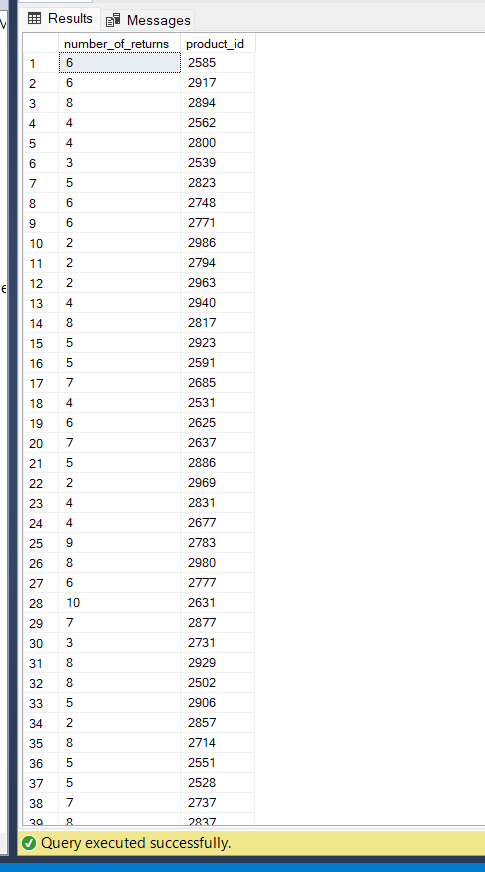 Results Messages
number_of_returns product_id
1 6 2585
2 6 2917
3 8 2894
4 4 2562
5 4 2800
6 3 2539
7 5 2823
8 6 2748
9 6 2771
10 2 2986
11 2 2794
12 2 2963
13 4 2940
14 8 2817
15 5 2923
16 5 2591
17 7 2685
18 4 2531
19 6 2625
20 7 2637
21 5 2886
22 2 2969
23 4 2831
24 4 2677
25 9 2783
26 8 2980
27 6 2777
28 10 2631
29 7 2877
30 3 2731
31 8 2929
32 8 2502
33 5 2906
34 2 2857
35 8 2714
36 5 2551
37 5 2528
38 7 2737
39 8 2837
Query executed successfully.